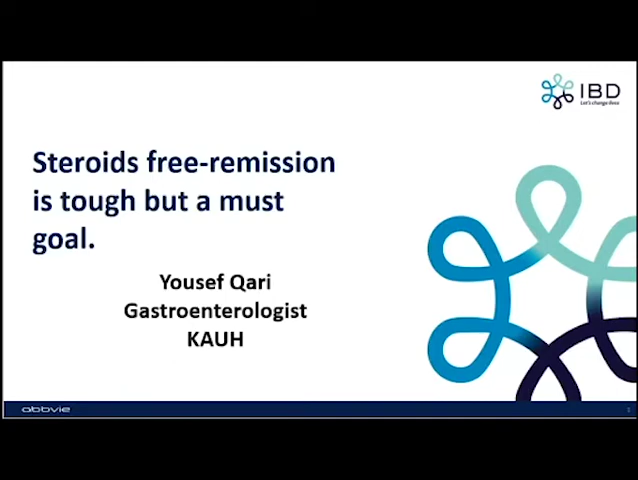 IBD
Let's change lives
Steroids free-remission
is tough but a must
goal.
Yousef Qari
Gastroenterologist
KAUH
abbvie